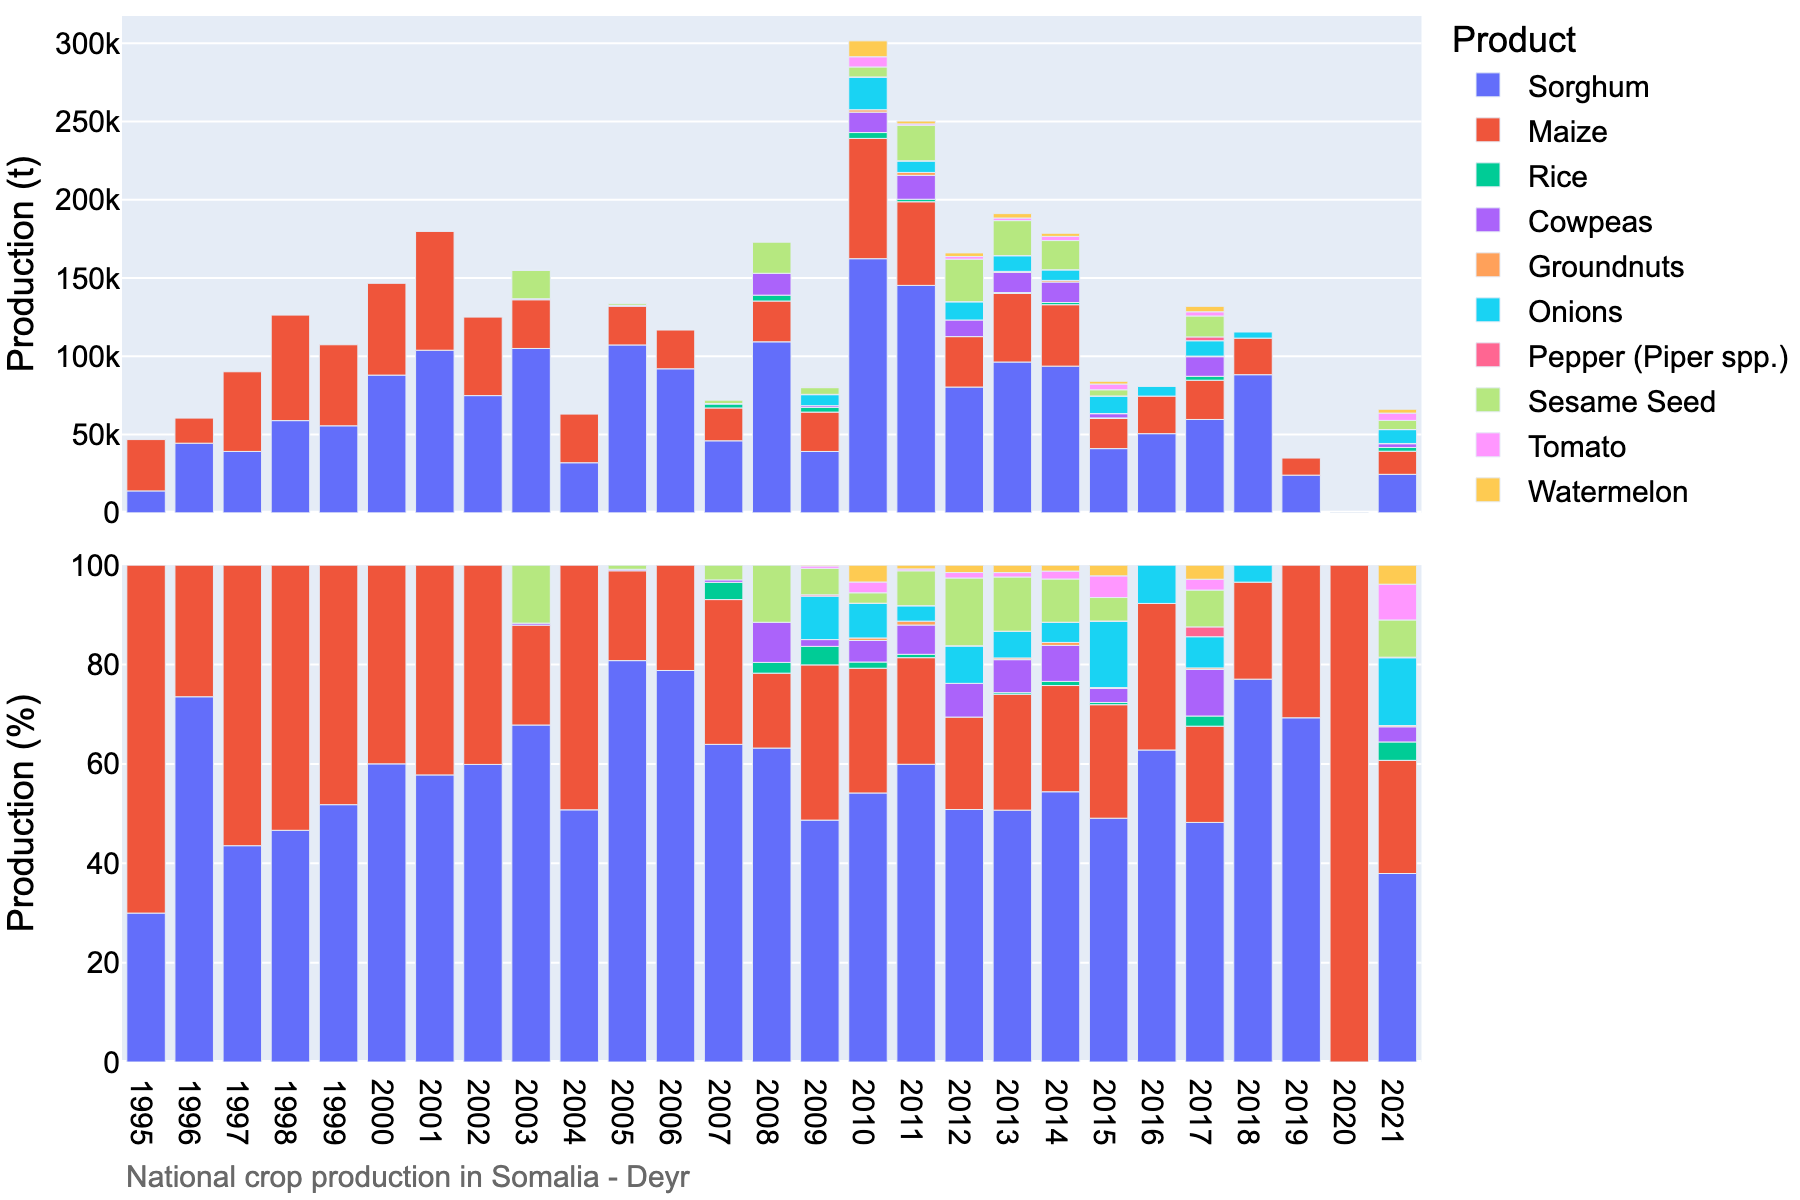 Production (t)
300k
250k
200k
150k
100k
50k
0
Product
Sorghum
Maize
Rice
Cowpeas
Groundnuts
Onions
Pepper (Piper spp.)
Sesame Seed
Tomato
Watermelon
Production (%)
100
80
60
40
20
0
1995 1996 1997 1998 1999 2000 2001 2002 2003 2004 2005 2006 2007 2008 2009 2010 2011 2012 2013 2014 2015 2016 2017 2018 2019 2020 2021
National crop production in Somalia - Deyr